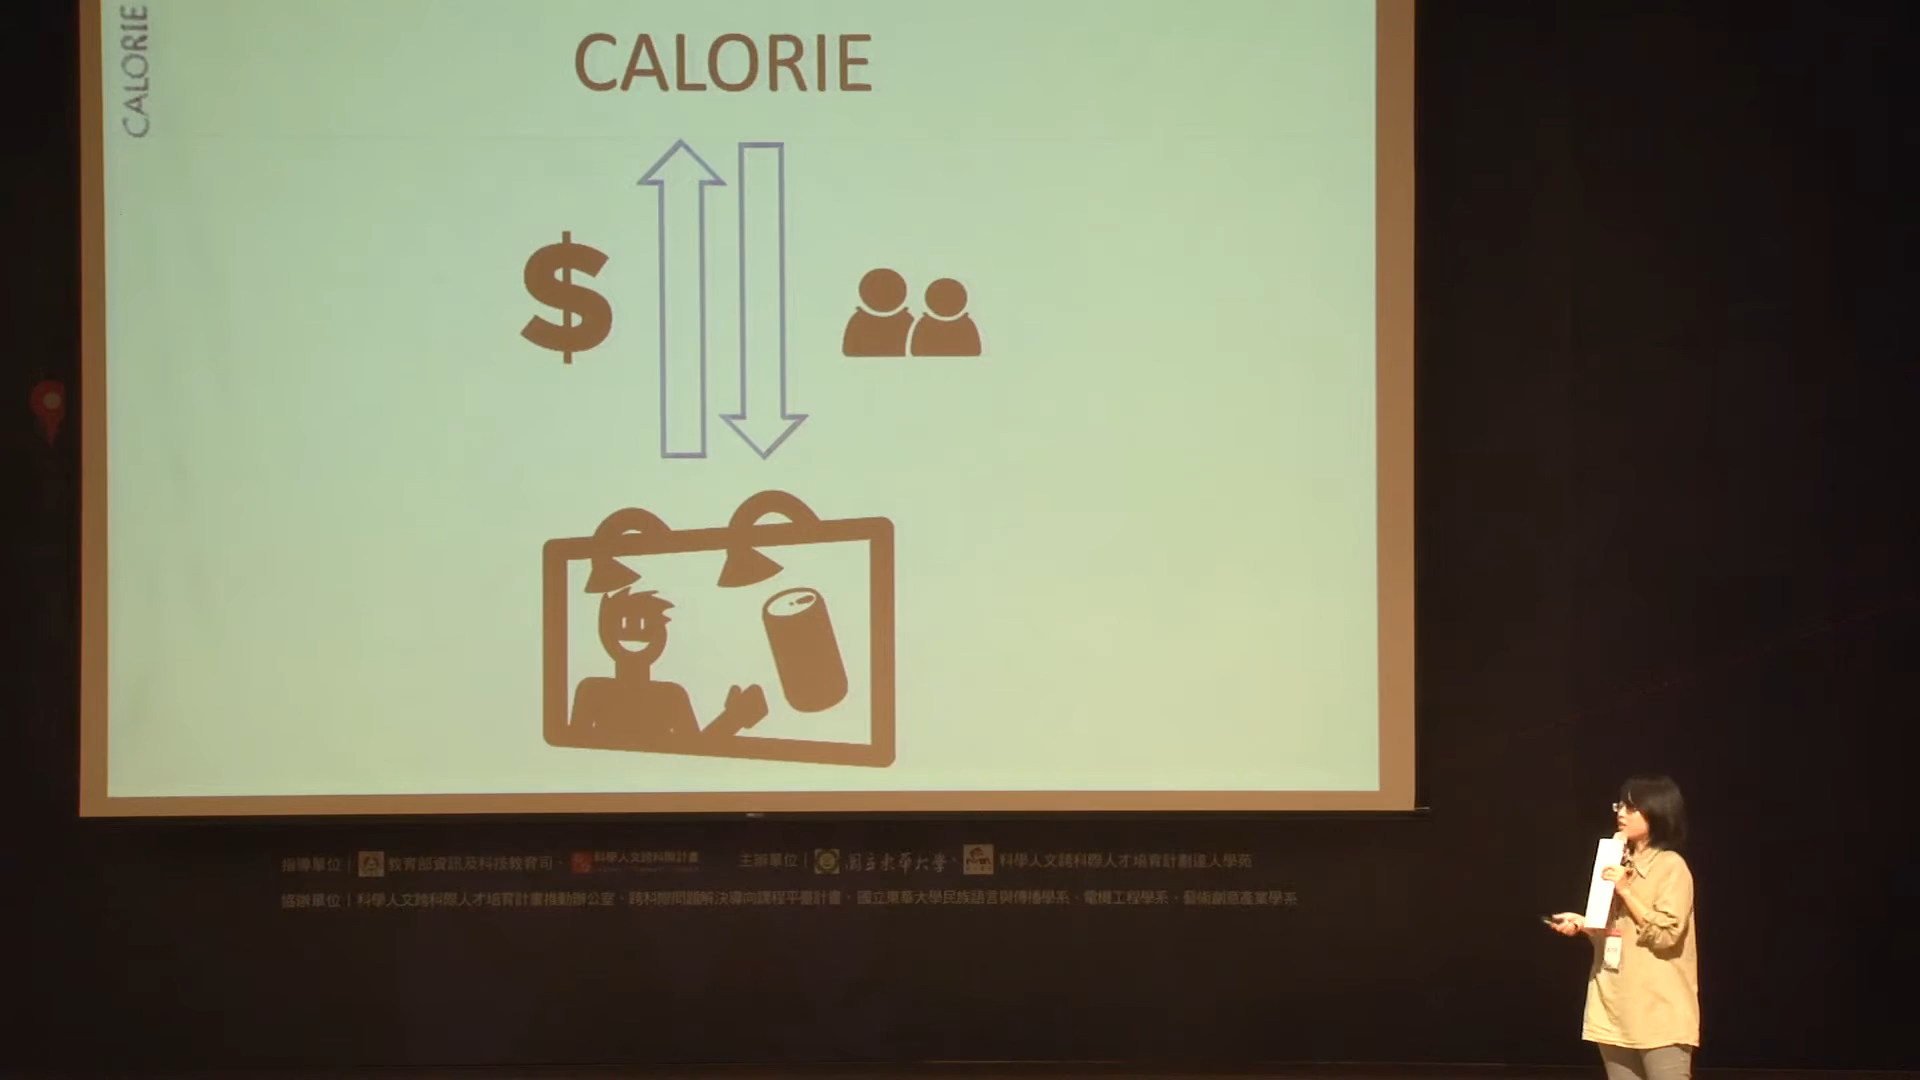 CALORIE
CALORIE
$
指導單位｜教育部資訊及科技教育司、科學人文跨科際計畫 主辦單位｜國立東華大學、科學人文跨科際人才培育計劃達人學苑
協辦單位｜科學人文跨科際人才培育計畫推動辦公室、跨科際問題解決導向課程平臺計畫、國立東華大學民族語言與傳播學系、電機工程學系、藝術創意產業學系